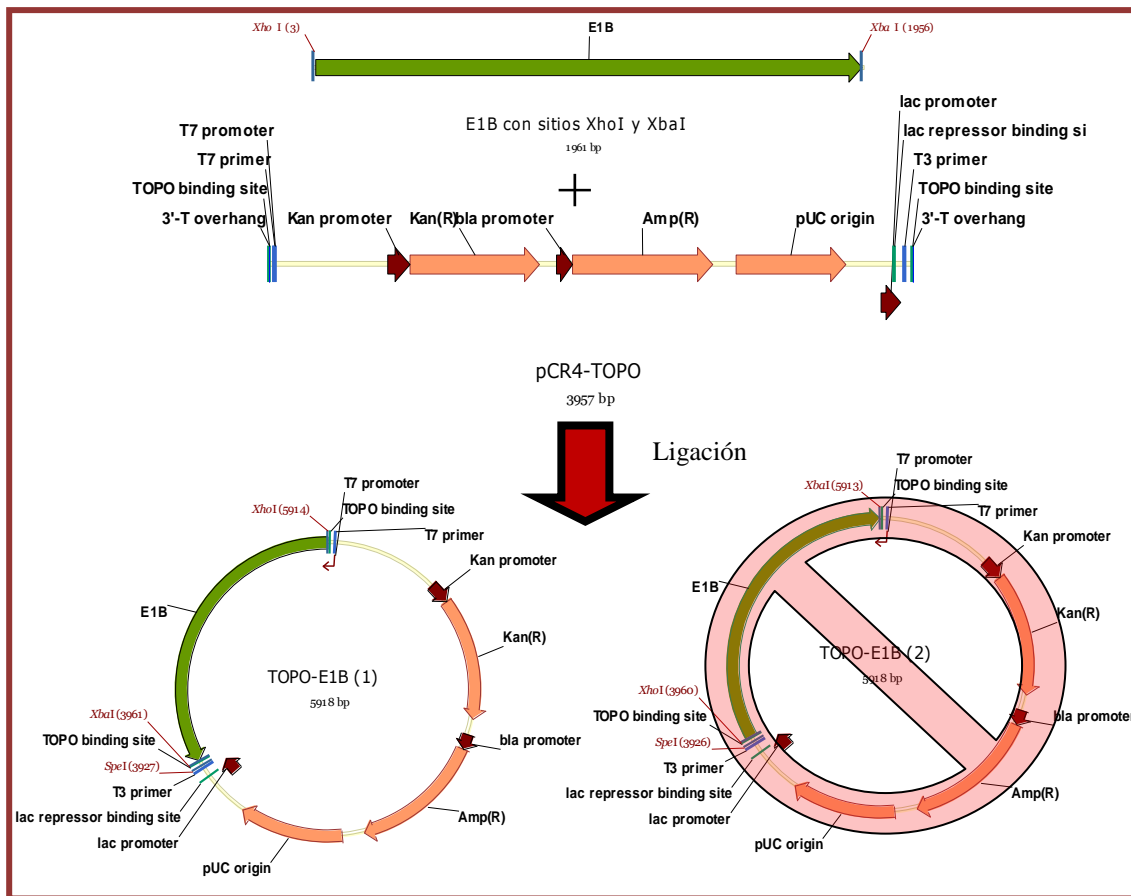 Xho I (3)
E1B
Xba I (1956)
E1B con sitios XhoI y XbaI
1961 bp
lac promoter
lac repressor binding si
T3 primer
TOPO binding site
3'-T overhang
T7 promoter
T7 primer
TOPO binding site
3'-T overhang
Kan promoter
Kan(R)
bla promoter
Amp(R)
pUC origin
pCR4-TOPO
3957 bp
Ligación
XhoI (5914)
T7 promoter
TOPO binding site
T7 primer
Kan promoter
E1B
Kan(R)
TOPO-E1B (1)
5918 bp
XbaI (3961)
TOPO binding site
SpeI (3927)
T3 primer
lac repressor binding site
lac promoter
bla promoter
Amp(R)
pUC origin
XbaI (5913)
T7 promoter
TOPO binding site
T7 primer
Kan promoter
E1B
Kan(R)
TOPO-E1B (2)
5918 bp
XhoI (3960)
TOPO binding site
SpeI (3926)
T3 primer
lac repressor binding site
lac promoter
bla promoter
Amp(R)
pUC origin